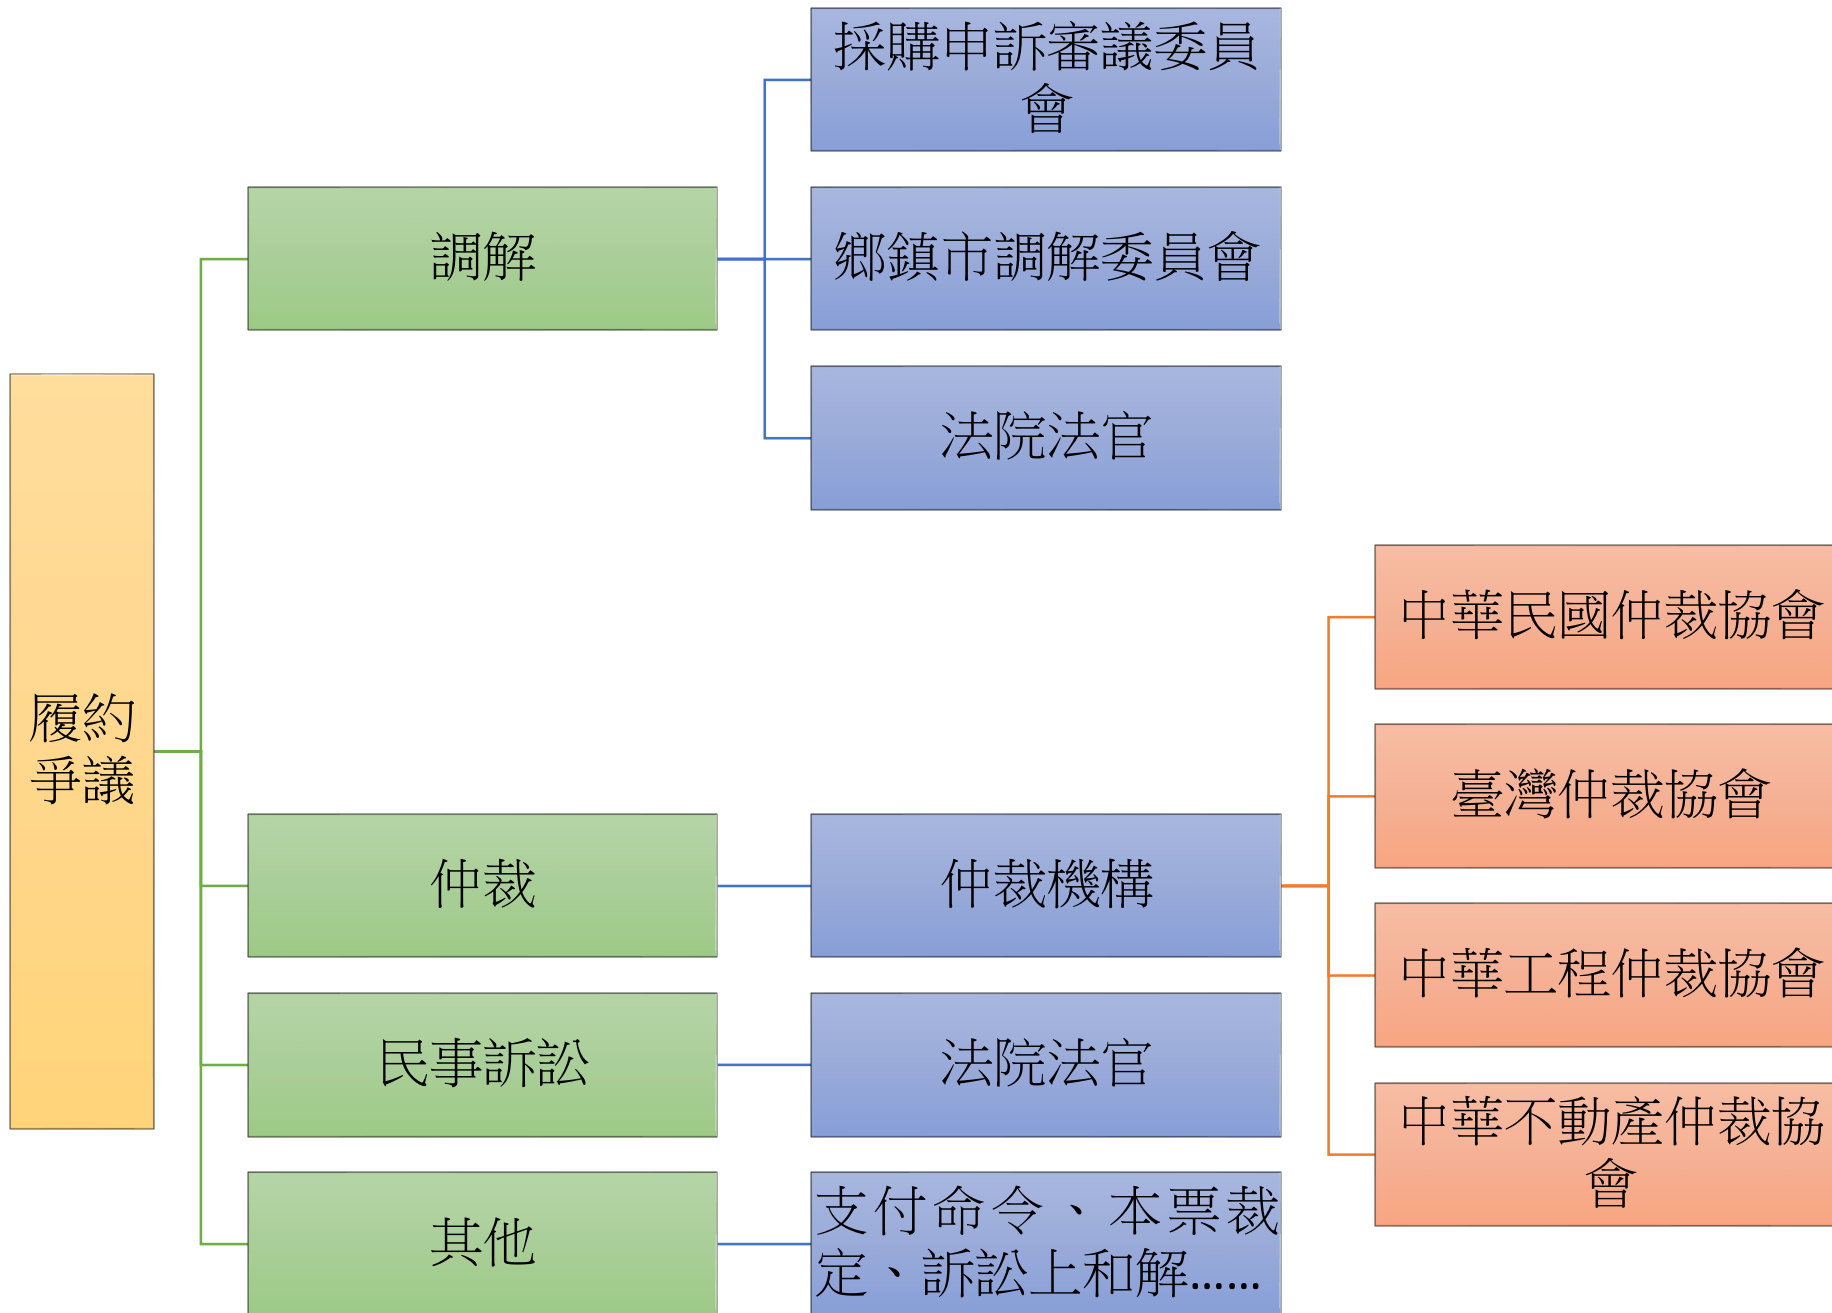 履約
爭議
調解
採購申訴審議委員
會
鄉鎮市調解委員會
法院法官
仲裁
仲裁機構
中華民國仲裁協會
臺灣仲裁協會
中華工程仲裁協會
中華不動產仲裁協
會
民事訴訟
法院法官
其他
支付命令、本票裁
定、訴訟上和解......